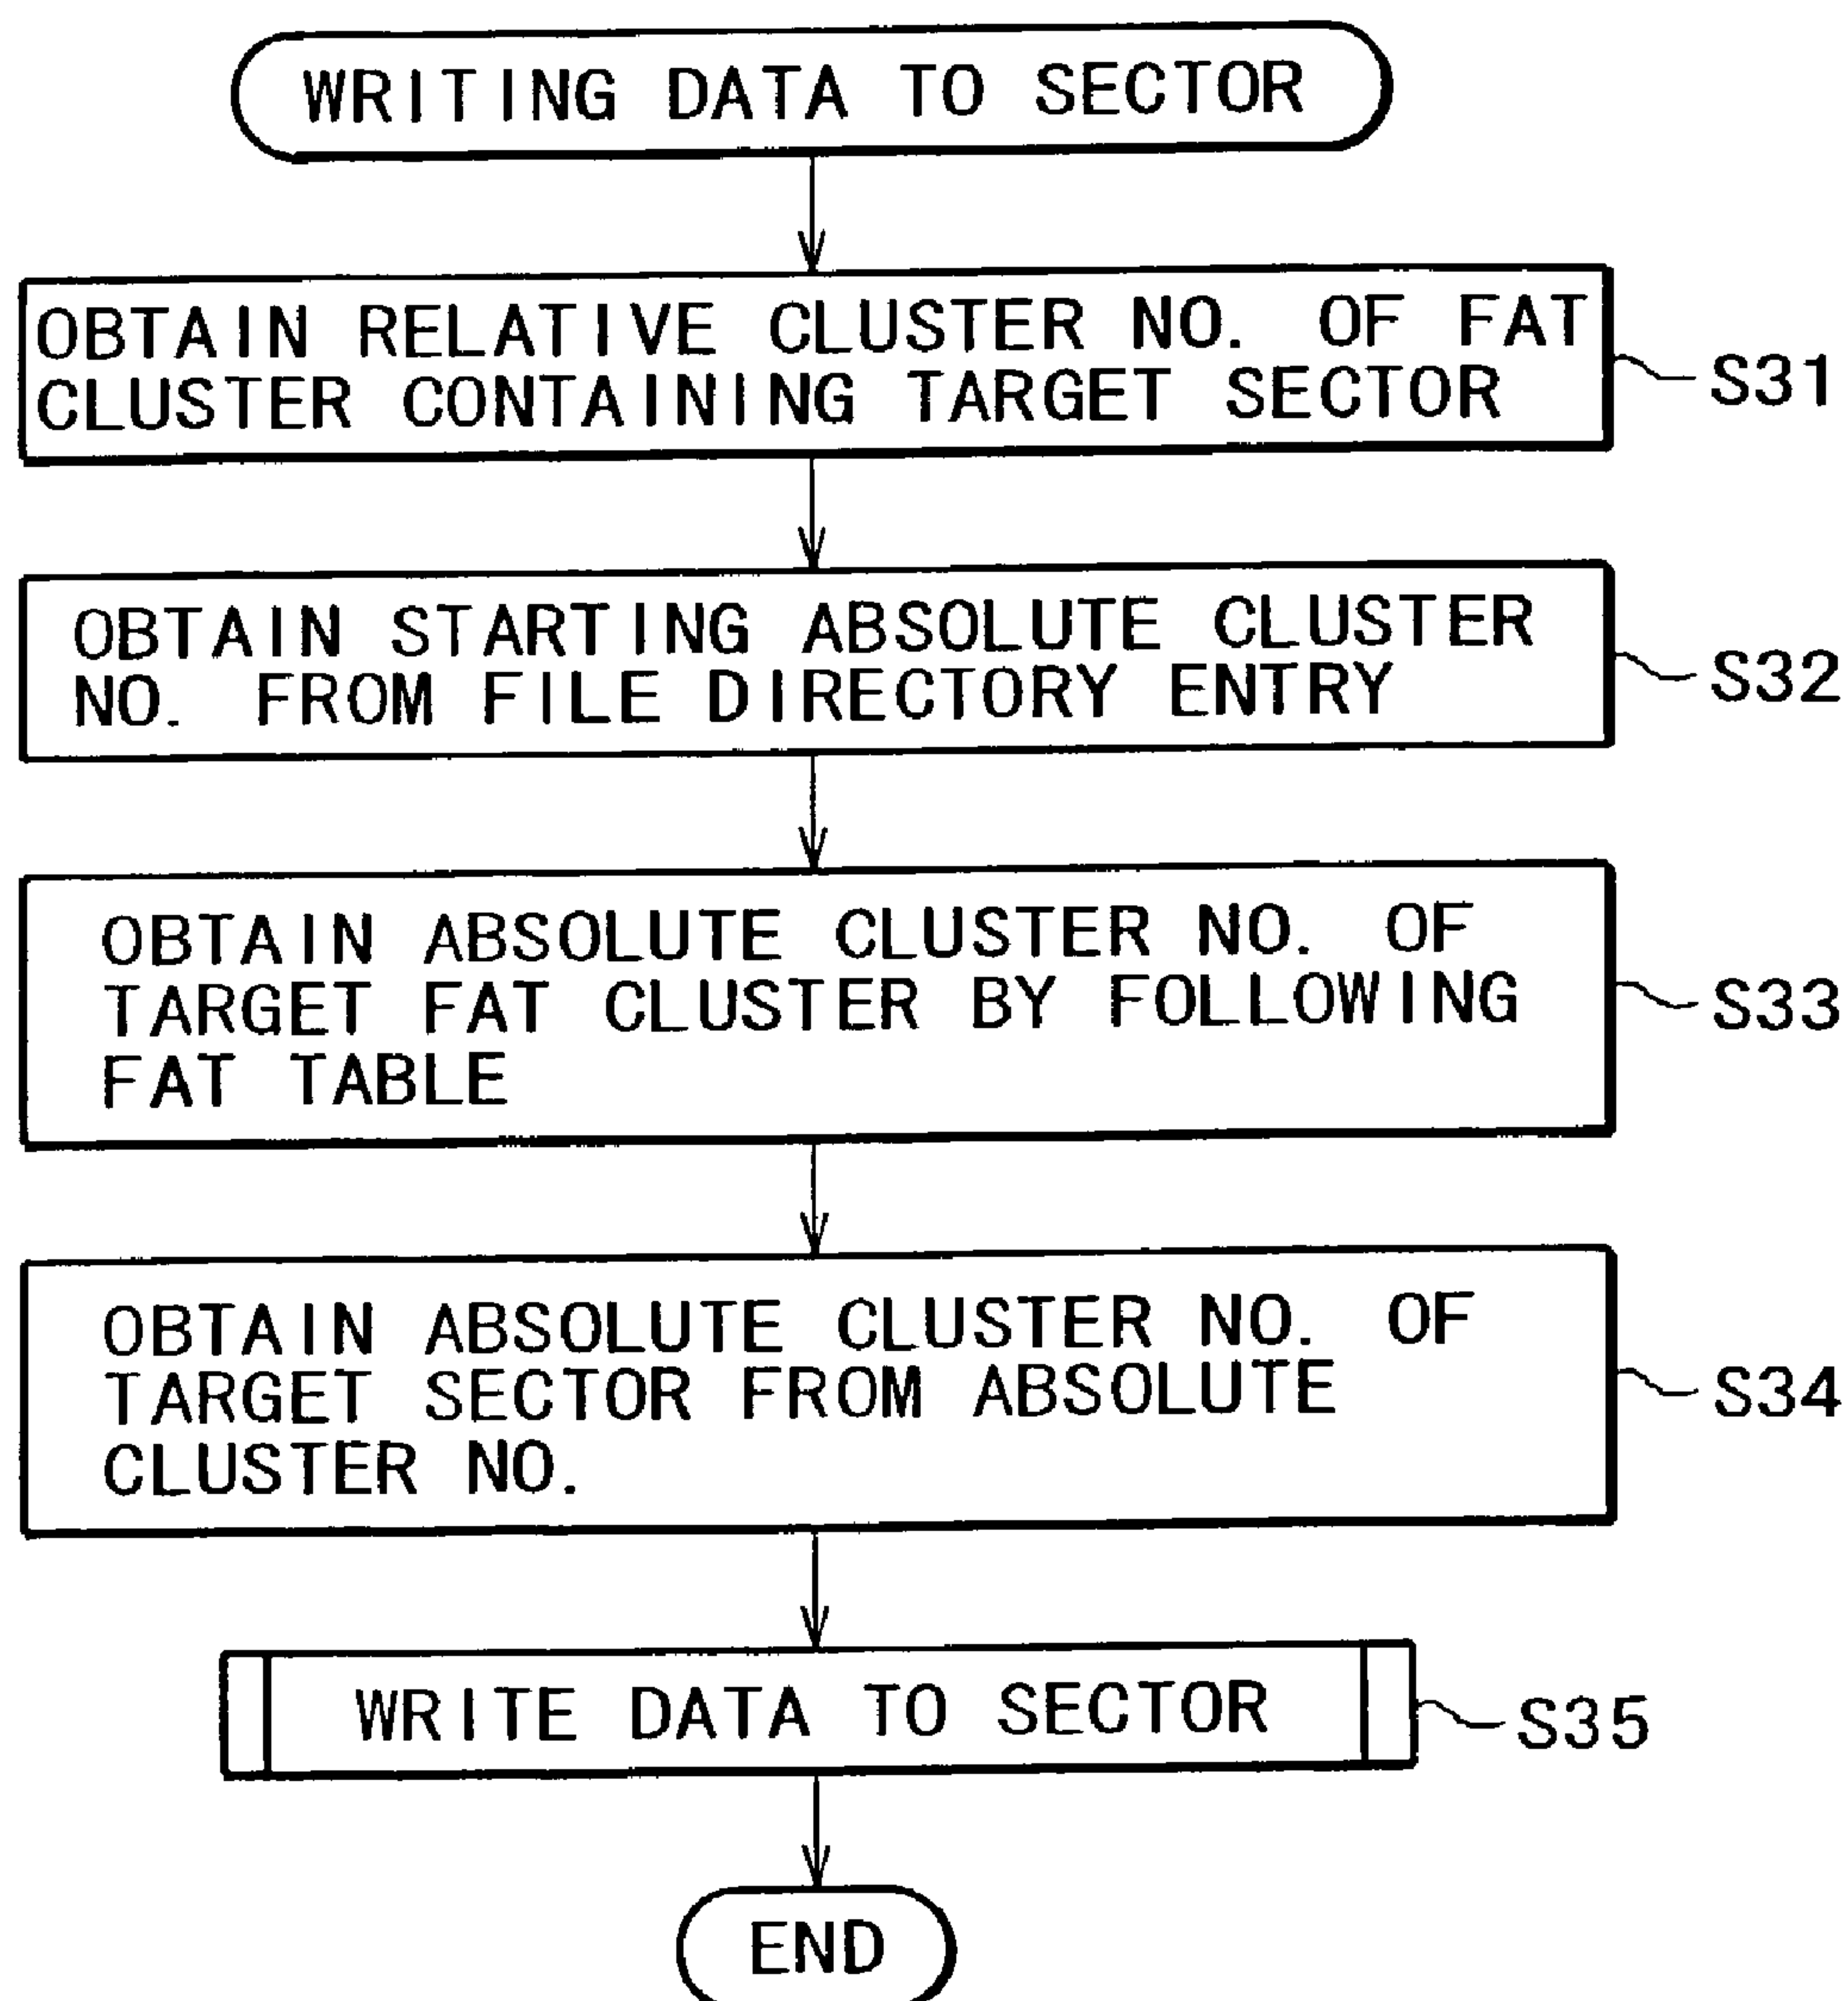 WRITING DATA TO SECTOR
OBTAIN RELATIVE CLUSTER NO. OF FAT
CLUSTER CONTAINING TARGET SECTOR
S31
OBTAIN STARTING ABSOLUTE CLUSTER
NO. FROM FILE DIRECTORY ENTRY
S32
OBTAIN ABSOLUTE CLUSTER NO. OF
TARGET FAT CLUSTER BY FOLLOWING
FAT TABLE
S33
OBTAIN ABSOLUTE CLUSTER NO. OF
TARGET SECTOR FROM ABSOLUTE
CLUSTER NO.
S34
WRITE DATA TO SECTOR
S35
END